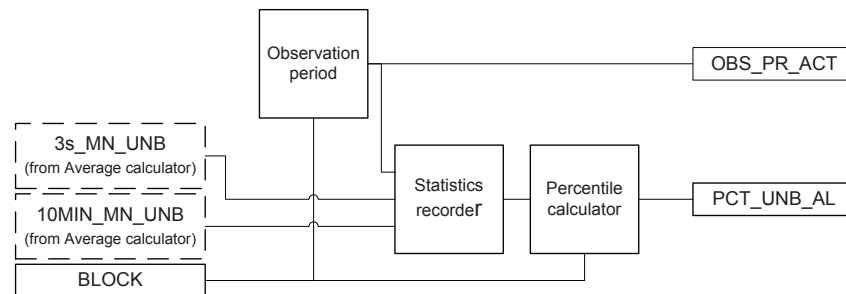 Observation
period
OBS_PR_ACT
3s_MN_UNB
(from Average calculator)
10MIN_MN_UNB
(from Average calculator)
BLOCK
Statistics
recorder
Percentile
calculator
PCT_UNB_AL